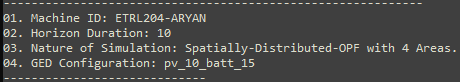 01. Machine ID: ETRL204-ARYAN
02. Horizon Duration: 10
03. Nature of Simulation: Spatially-Distributed-OPF with 4 Areas.
04. GED Configuration: pv_10_batt_15